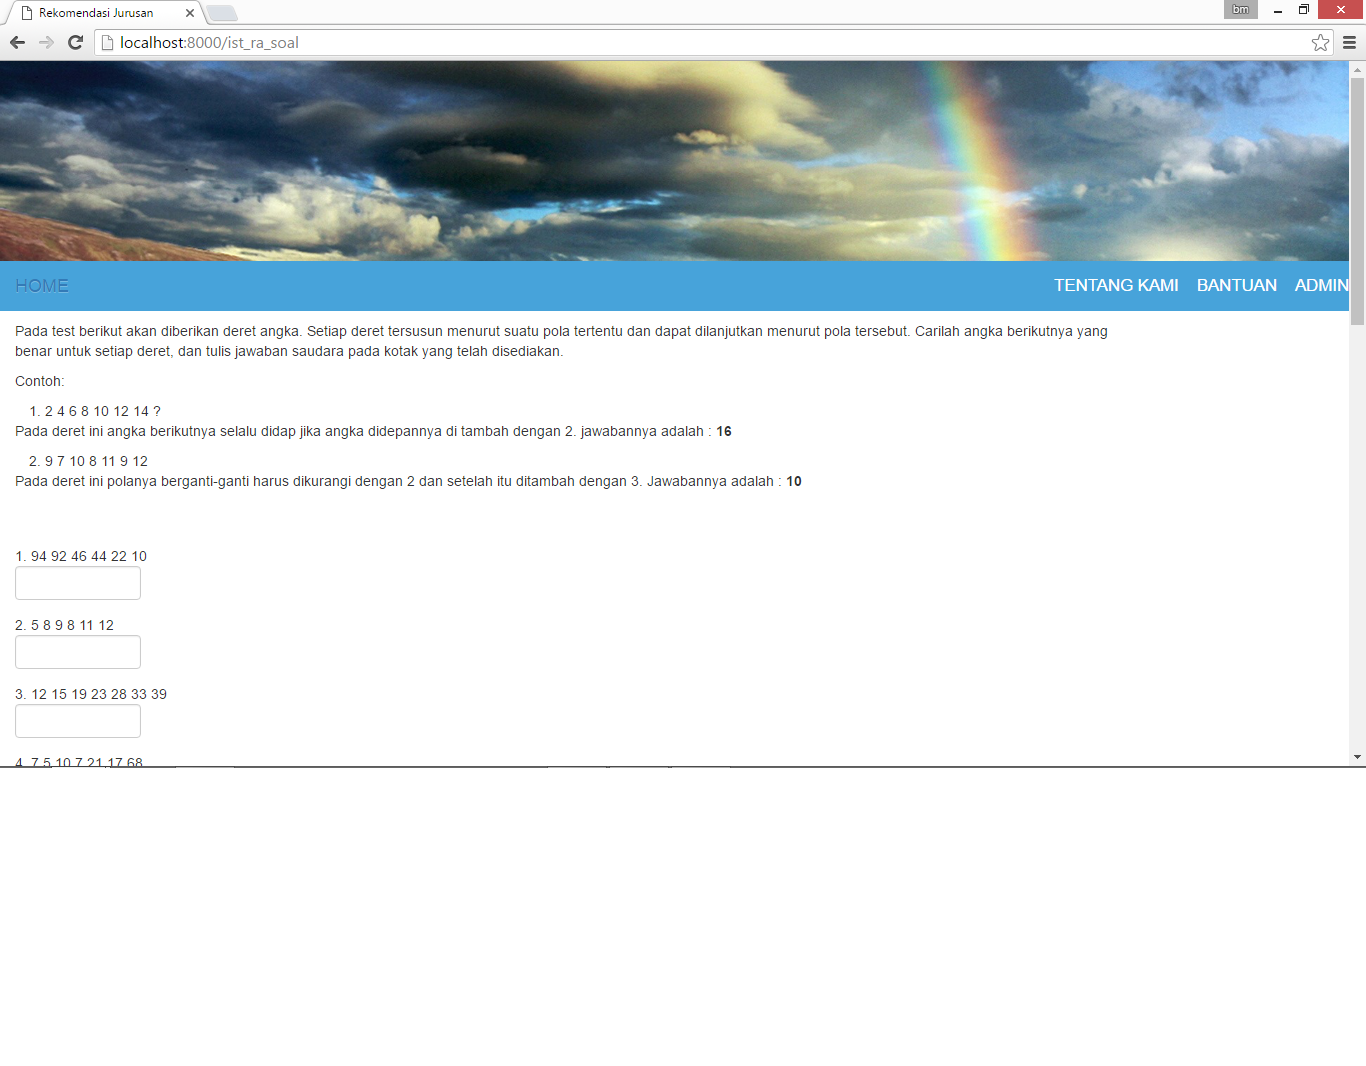 Rekomendasi Jurusan
bm
localhost:8000/ist_ra_soal
HOME
TENTANG KAMI
BANTUAN
ADMIN
Pada test berikut akan diberikan deret angka. Setiap deret tersusun menurut suatu pola tertentu dan dapat dilanjutkan menurut pola tersebut. Carilah angka berikutnya yang
benar untuk setiap deret, dan tulis jawaban saudara pada kotak yang telah disediakan.
Contoh:
1. 2 4 6 8 10 12 14 ?
Pada deret ini angka berikutnya selalu didap jika angka didepannya di tambah dengan 2. jawabannya adalah : 16
2. 9 7 10 8 11 9 12
Pada deret ini polanya berganti-ganti harus dikurangi dengan 2 dan setelah itu ditambah dengan 3. Jawabannya adalah : 10
1. 94 92 46 44 22 10
2. 5 8 9 8 11 12
3. 12 15 19 23 28 33 39
4. 7 5 10 7 21 17 68